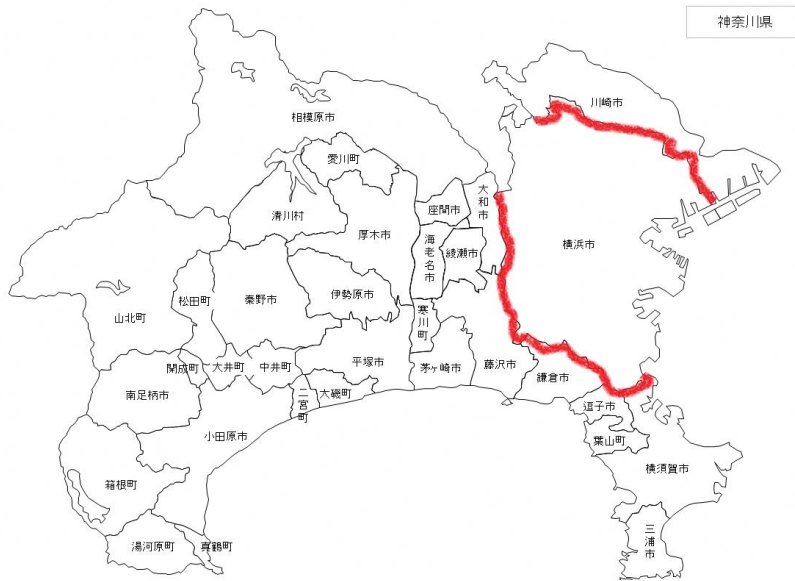 神奈川県
川崎市
相模原市
愛川町
大和市
座間市
清川村
厚木市
海老名市
綾瀬市
横浜市
松田町
秦野市
伊勢原市
山北町
寒川町
開成町
大井町
中井町
平塚市
茅ヶ崎市
藤沢市
鎌倉市
南足柄市
二宮町
大磯町
逗子市
小田原市
葉山町
横須賀市
箱根町
三浦市
湯河原町
真鶴町